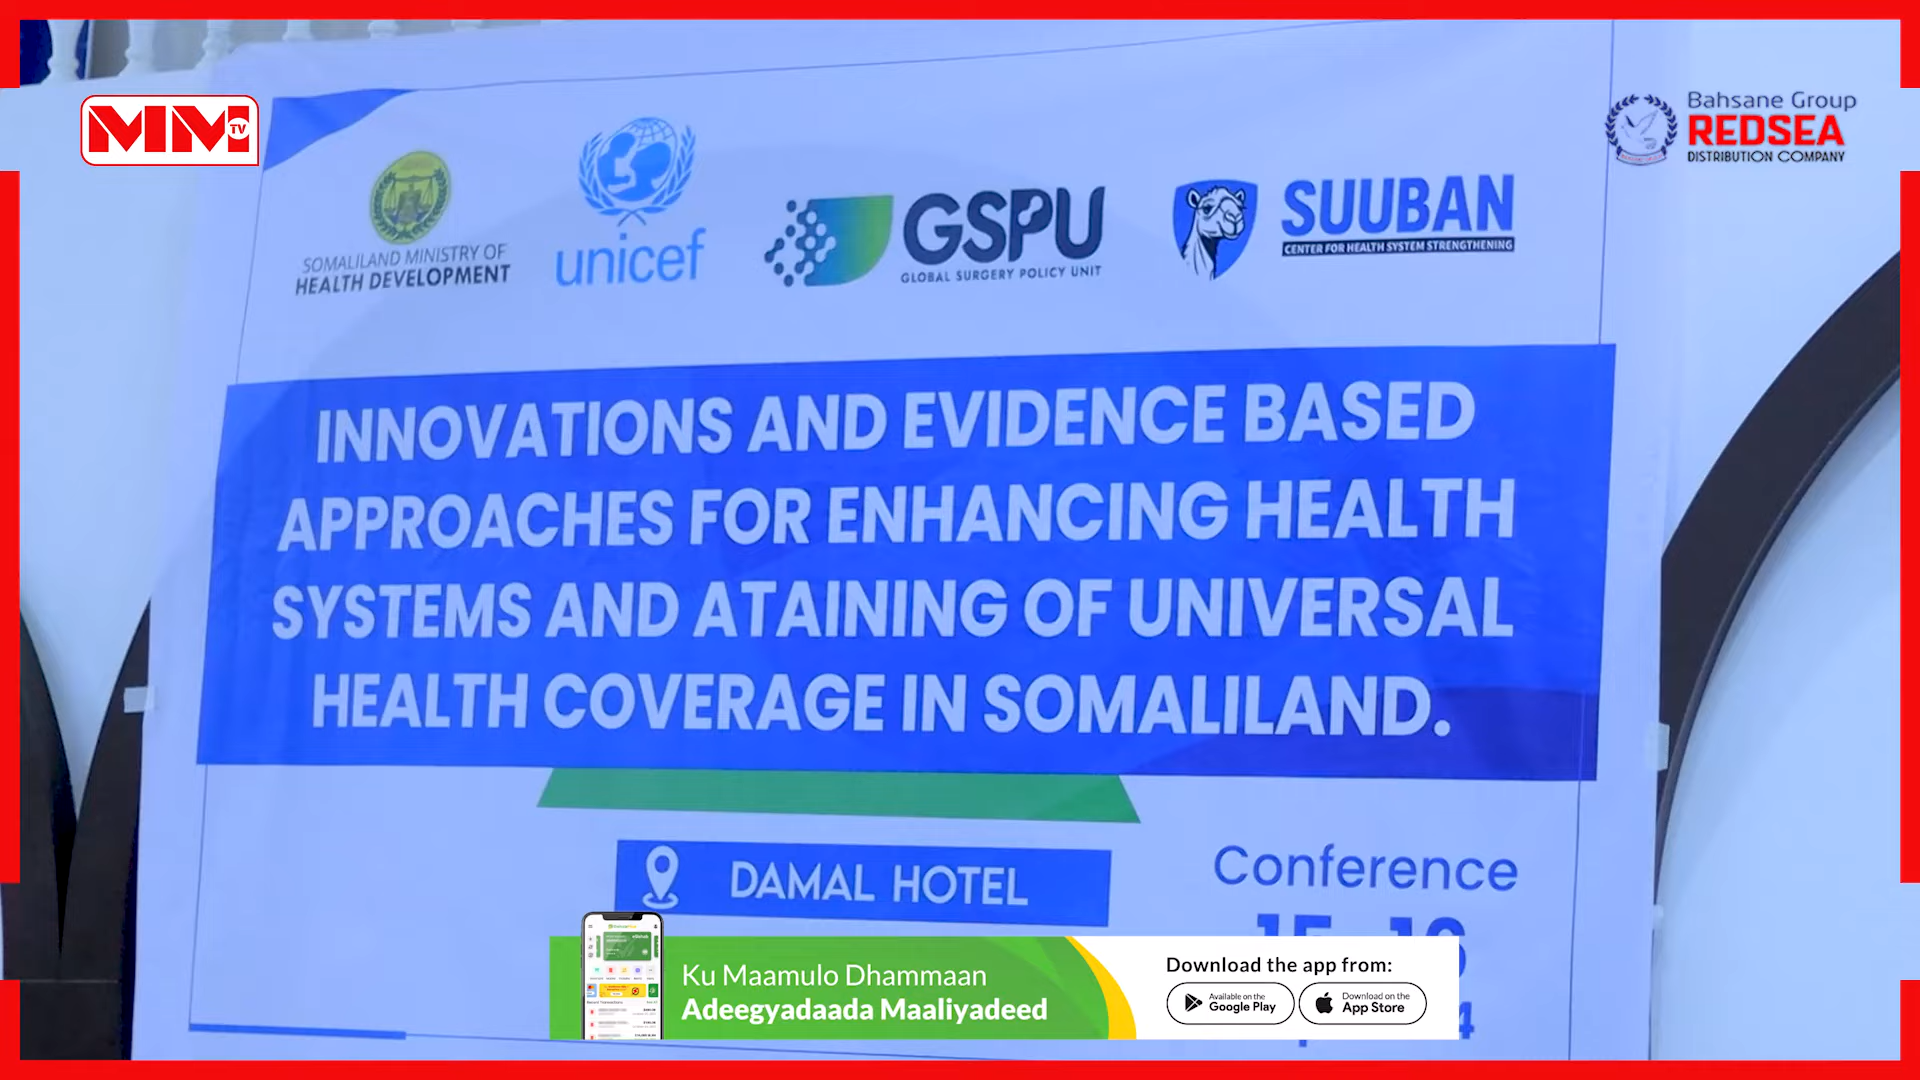 MM TV
Bahsane Group
REDSEA
DISTRIBUTION COMPANY
SOMALILAND MINISTRY OF
HEALTH DEVELOPMENT
unicef
GSPU
GLOBAL SURGERY POLICY UNIT
SUUBAN
CENTER FOR HEALTH SYSTEM STRENGTHENING
INNOVATIONS AND EVIDENCE BASED
APPROACHES FOR ENHANCING HEALTH
SYSTEMS AND ATAINING OF UNIVERSAL
HEALTH COVERAGE IN SOMALILAND.
DAMAL HOTEL
Conference
Ku Maamulo Dhammaan
Adeegyadaada Maaliyadeed
Download the app from:
Available on the
Google Play
Download on the
App Store